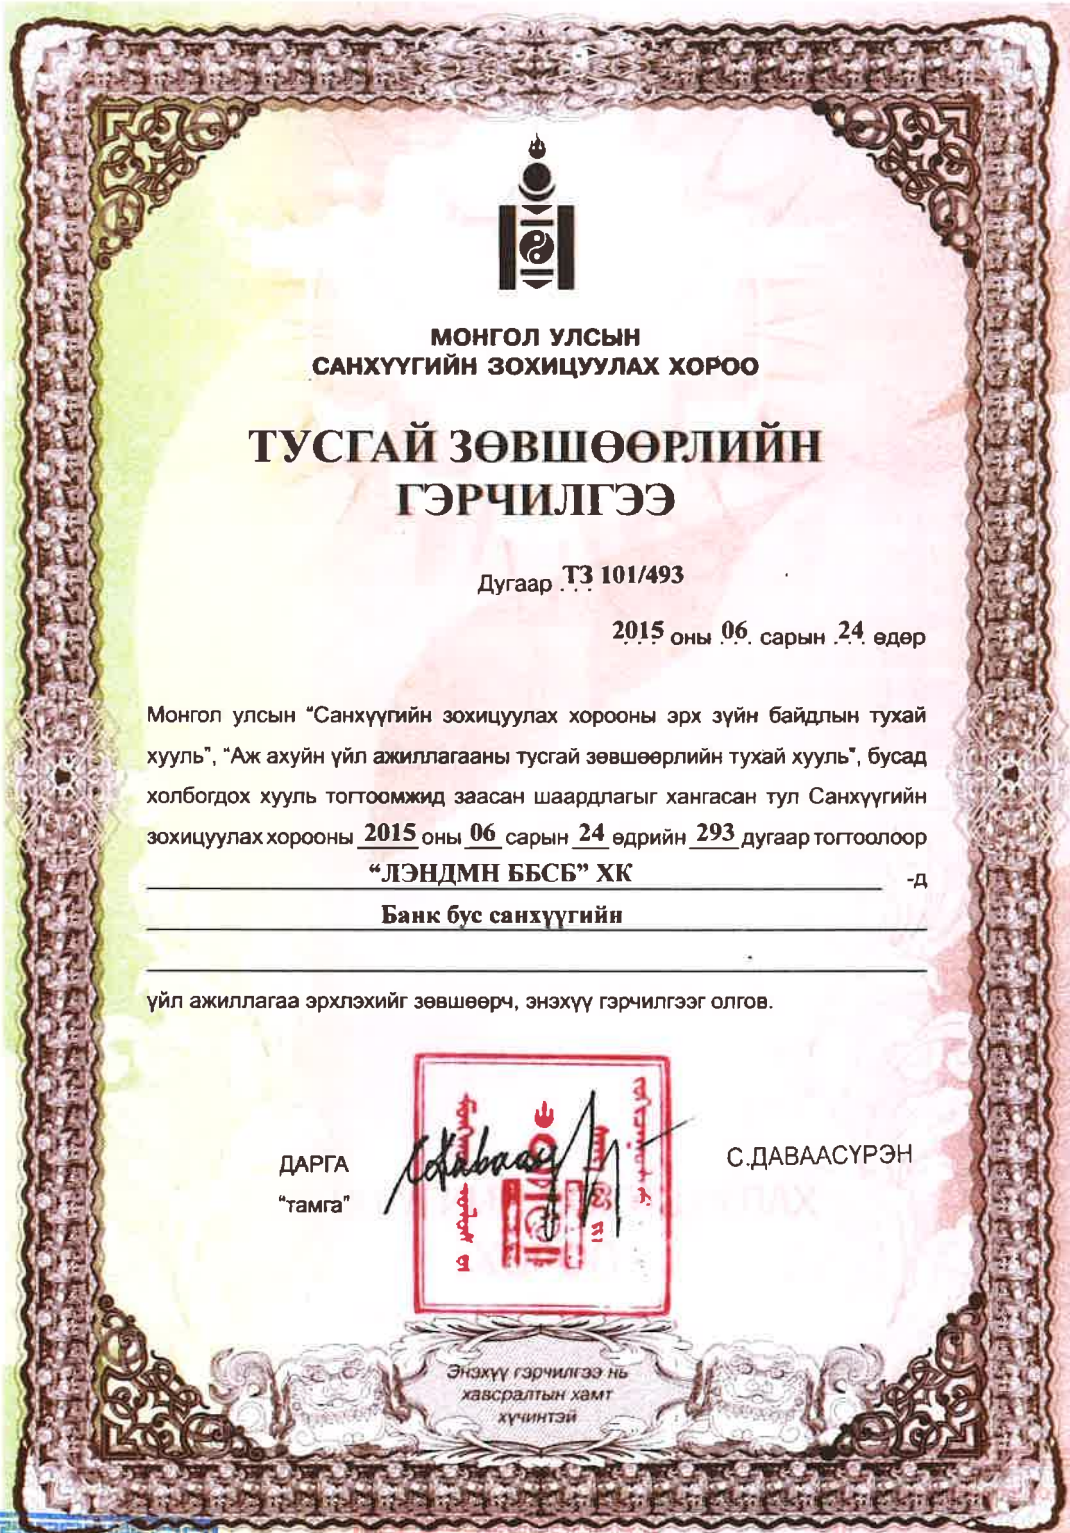 МОНГОЛ УЛСЫН
САНХҮҮГИЙН ЗОХИЦУУЛАХ ХОРОО
ТУСГАЙ ЗӨВШӨӨРЛИЙН
ГЭРЧИЛГЭЭ
Дугаар ТЗ 101/493
2015 оны 06 сарын 24 өдөр
Монгол улсын “Санхүүгийн зохицуулах хорооны эрх зүйн байдлын тухай
хууль”, “Аж ахуйн үйл ажиллагааны тусгай зөвшөөрлийн тухай хууль”, бусад
холбогдох хууль тогтоомжид заасан шаардлагыг хангасан тул Санхүүгийн
зохицуулах хорооны 2015 оны 06 сарын 24 өдрийн 293 дугаар тогтоолоор
“ЛЭНДМН ББСБ” ХК -д
Банк бус санхүүгийн
үйл ажиллагаа эрхлэхийг зөвшөөрч, энэхүү гэрчилгээг олгов.
ДАРГА С.ДАВААСҮРЭН
“тамга”
Энэхүү гэрчилгээ нь
хавсралтын хамт
хүчинтэй